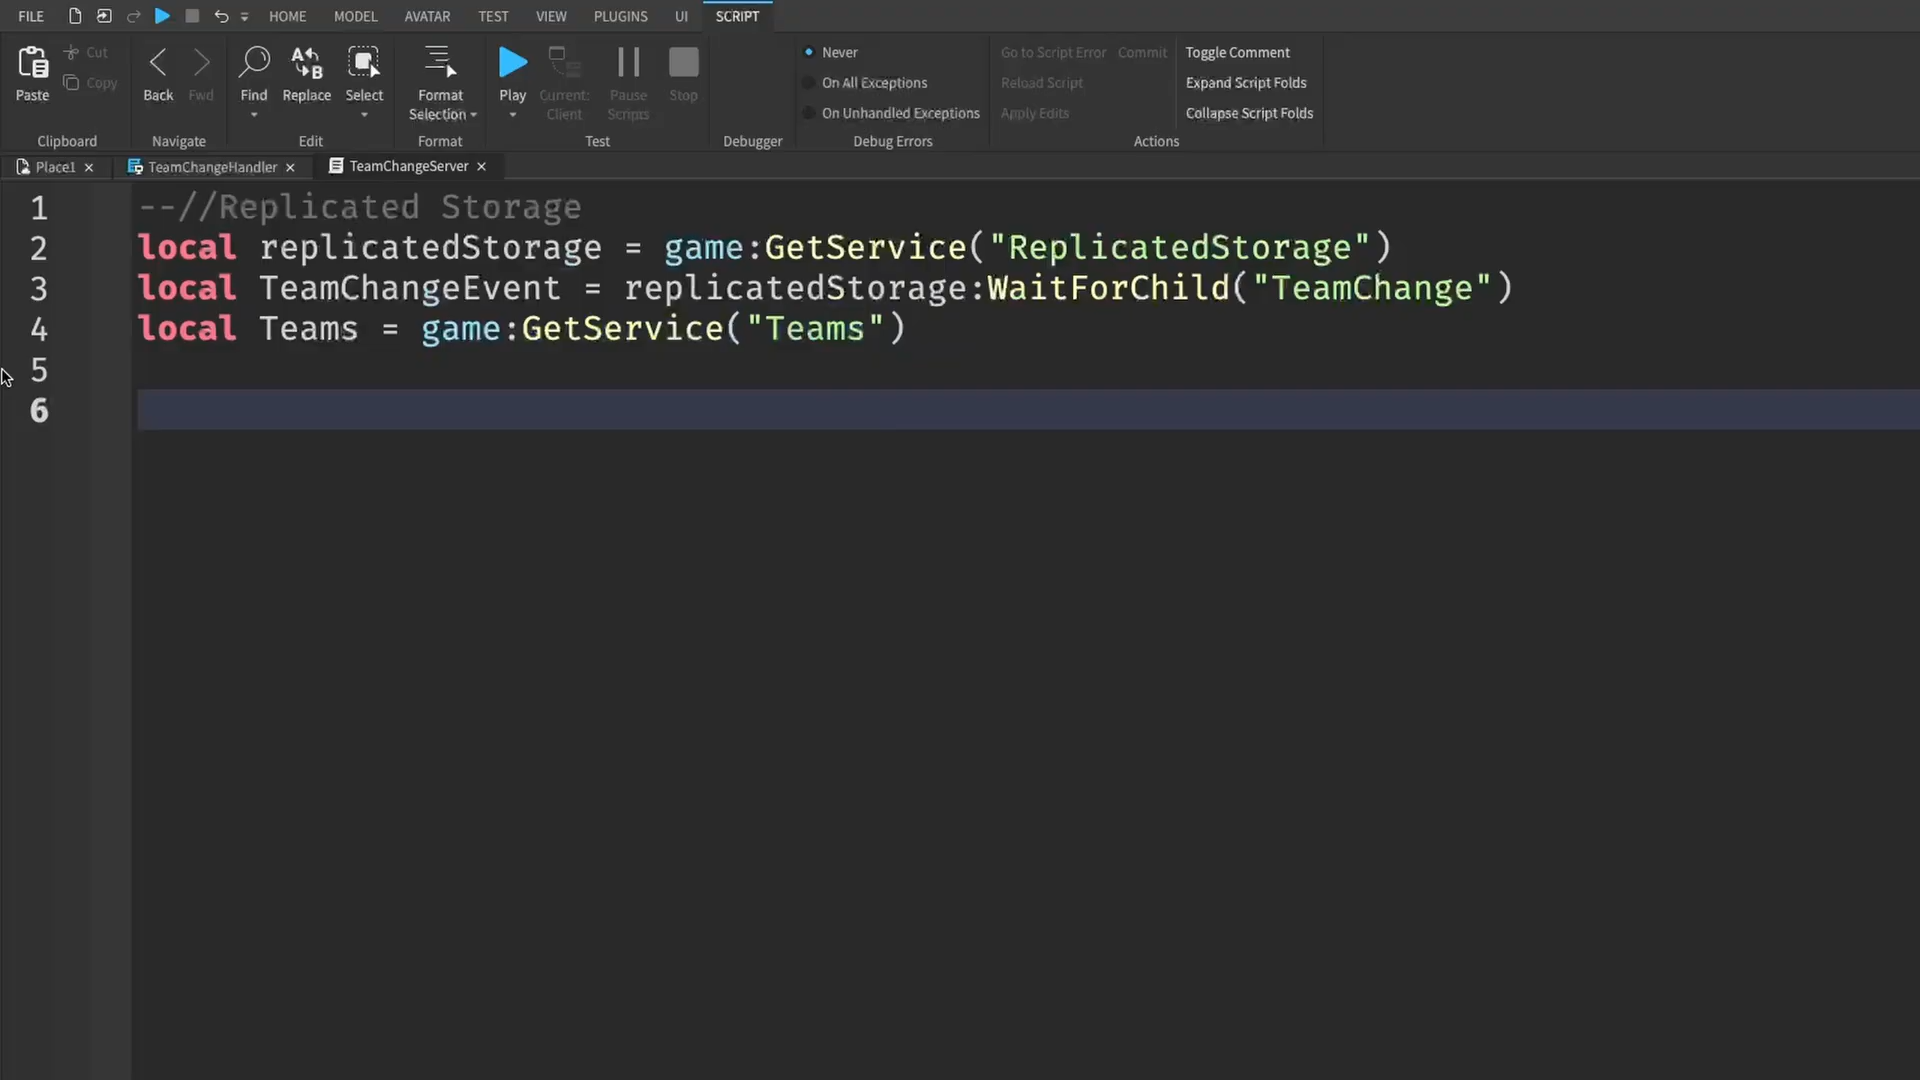 FILE HOME MODEL AVATAR TEST VIEW PLUGINS UI SCRIPT
Paste Cut Copy Clipboard
Back Fwd Navigate
Find Replace Select Edit
Format Selection Format
Play Current: Client Pause Scripts Stop Test
Debugger
Never
On All Exceptions
On Unhandled Exceptions
Debug Errors
Go to Script Error Commit
Reload Script
Apply Edits
Toggle Comment
Expand Script Folds
Collapse Script Folds
Actions
Place1 × TeamChangeHandler × TeamChangeServer ×
1 --//Replicated Storage
2 local replicatedStorage = game:GetService("ReplicatedStorage")
3 local TeamChangeEvent = replicatedStorage:WaitForChild("TeamChange")
4 local Teams = game:GetService("Teams")
5
6